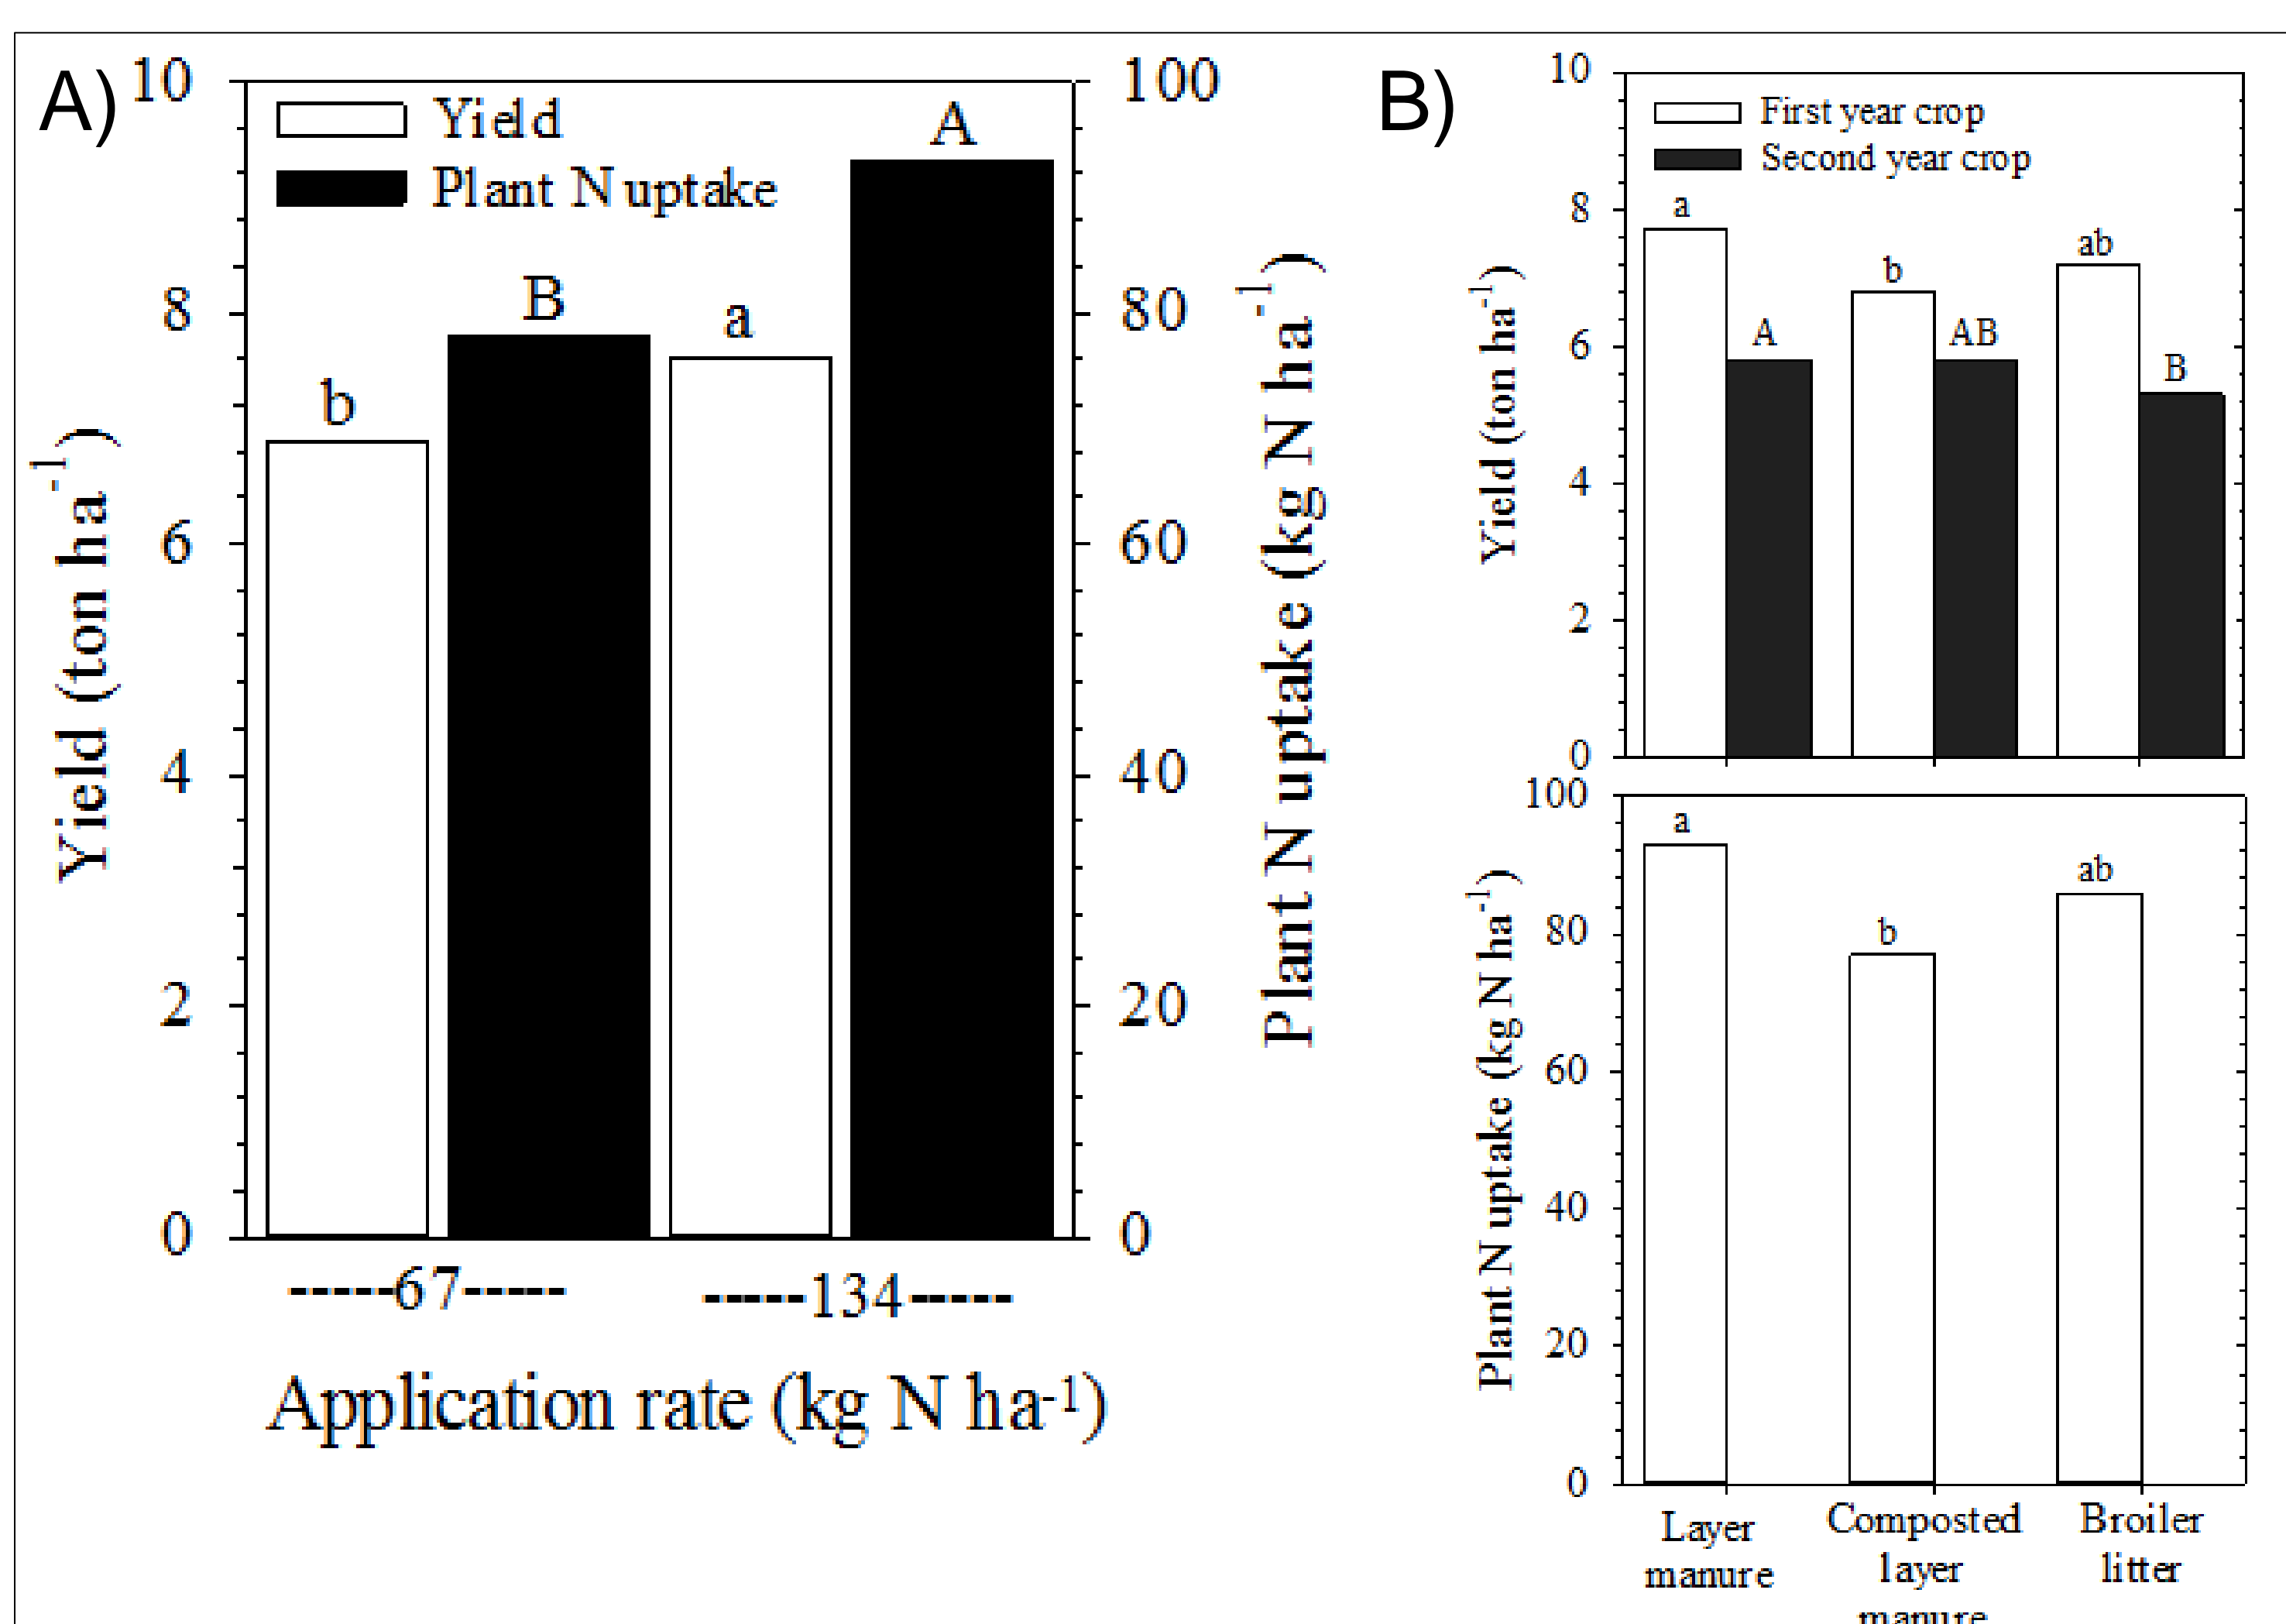 A)
10
8
6
4
2
0
Yield (ton ha-1)
Yield
Plant N uptake
b
B
a
A
100
80
60
40
20
0
Plant N uptake (kg N ha-1)
-----67-----
-----134-----
Application rate (kg N ha-1)
B)
10
8
6
4
2
0
Yield (ton ha-1)
First year crop
Second year crop
a
A
b
AB
ab
B
100
80
60
40
20
0
Plant N uptake (kg N ha-1)
a
b
ab
Layer
manure
Composted
layer
manure
Broiler
litter